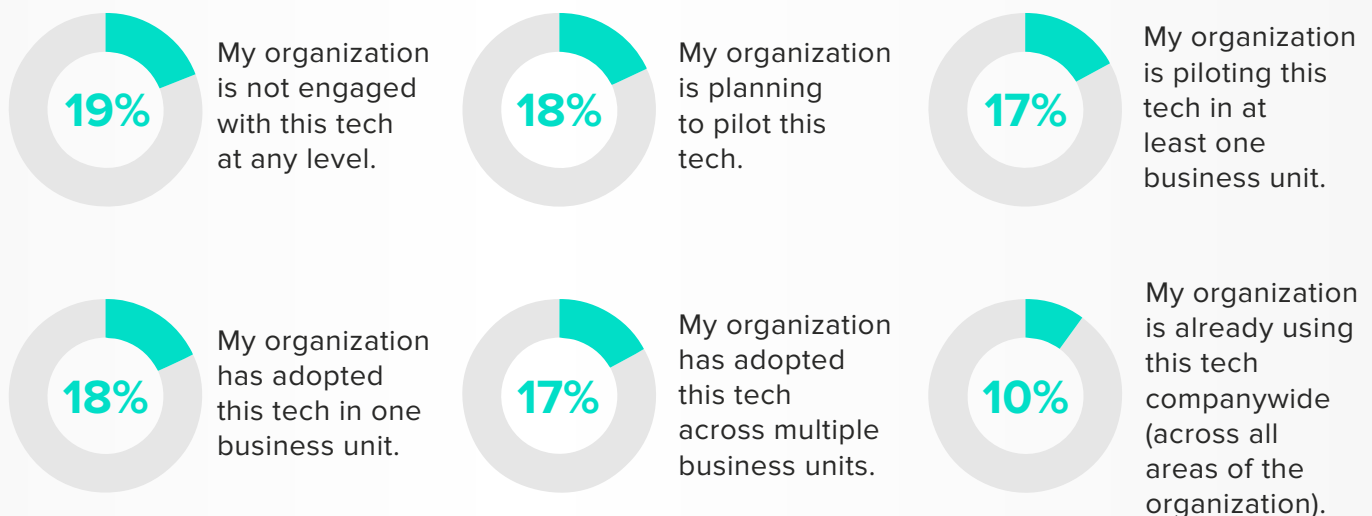 19%
My organization
is not engaged
with this tech
at any level.
18%
My organization
is planning
to pilot this
tech.
17%
My organization
is piloting this
tech in at
least one
business unit.
18%
My organization
has adopted
this tech in one
business unit.
17%
My organization
has adopted
this tech
across multiple
business units.
10%
My organization
is already using
this tech
companywide
(across all
areas of the
organization).